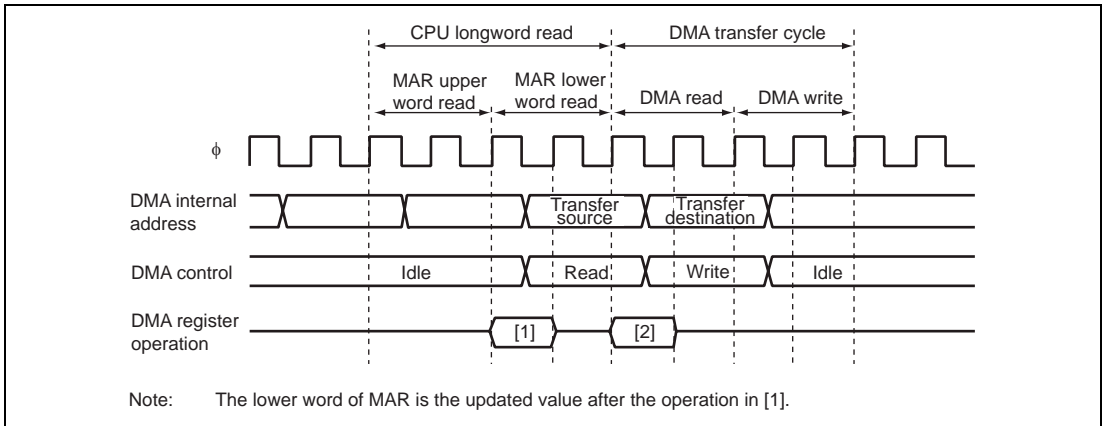 CPU longword read
DMA transfer cycle
MAR upper
word read
MAR lower
word read
DMA read
DMA write
ϕ
DMA internal
address
Transfer
source
Transfer
destination
DMA control
Idle
Read
Write
Idle
DMA register
operation
[1]
[2]
Note: The lower word of MAR is the updated value after the operation in [1].